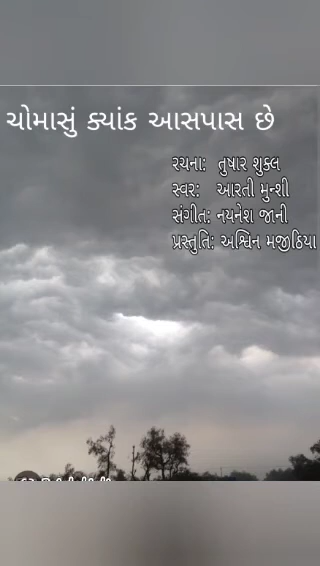 ચોમાસું ક્યાંક આસપાસ છે
રચના: તુષાર શુક્લ
સ્વર: આરતી મુન્શી
સંગીત: નયનેશ જાની
પ્રસ્તુતિ: અશ્વિન મજીઠિયા